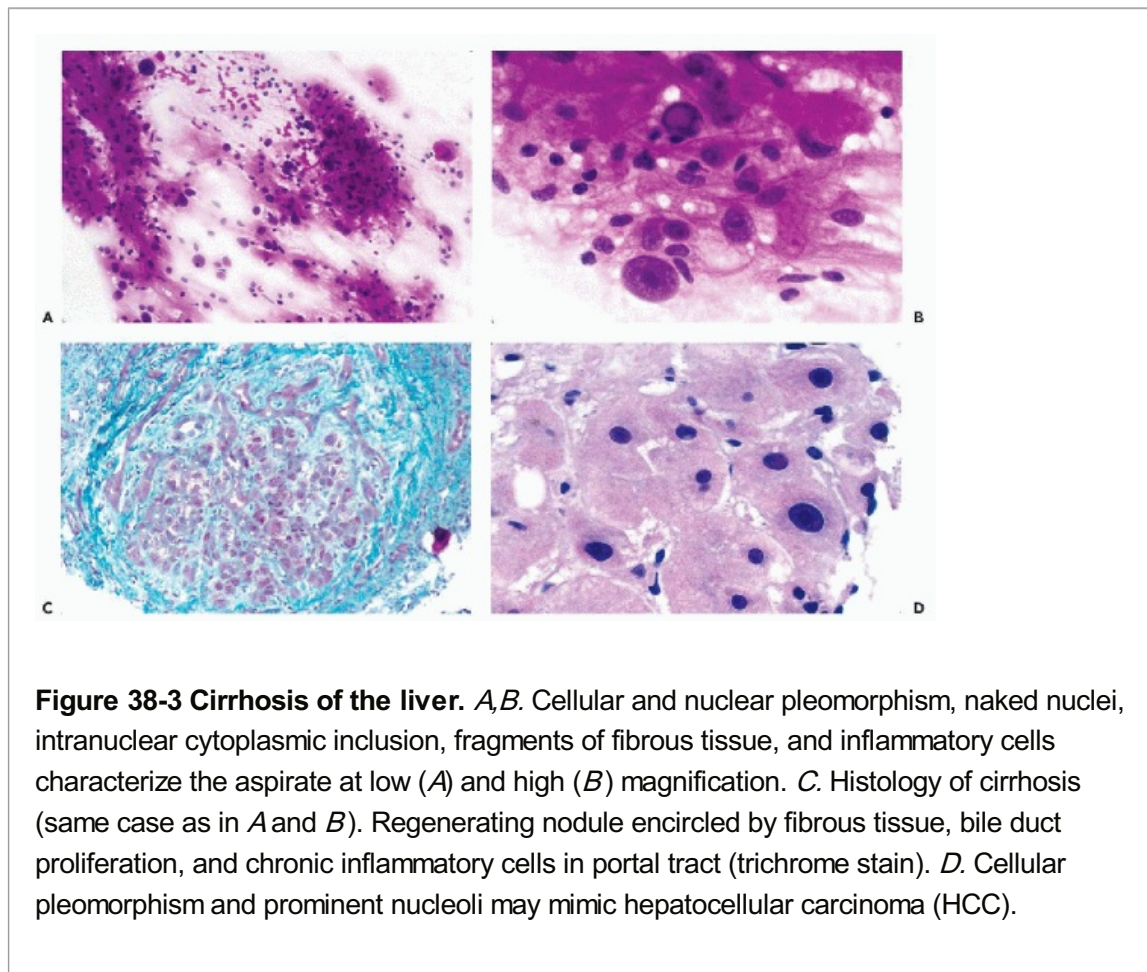 A
B
C
D
Figure 38-3 Cirrhosis of the liver. A,B. Cellular and nuclear pleomorphism, naked nuclei,
intranuclear cytoplasmic inclusion, fragments of fibrous tissue, and inflammatory cells
characterize the aspirate at low (A) and high (B) magnification. C. Histology of cirrhosis
(same case as in A and B). Regenerating nodule encircled by fibrous tissue, bile duct
proliferation, and chronic inflammatory cells in portal tract (trichrome stain). D. Cellular
pleomorphism and prominent nucleoli may mimic hepatocellular carcinoma (HCC).